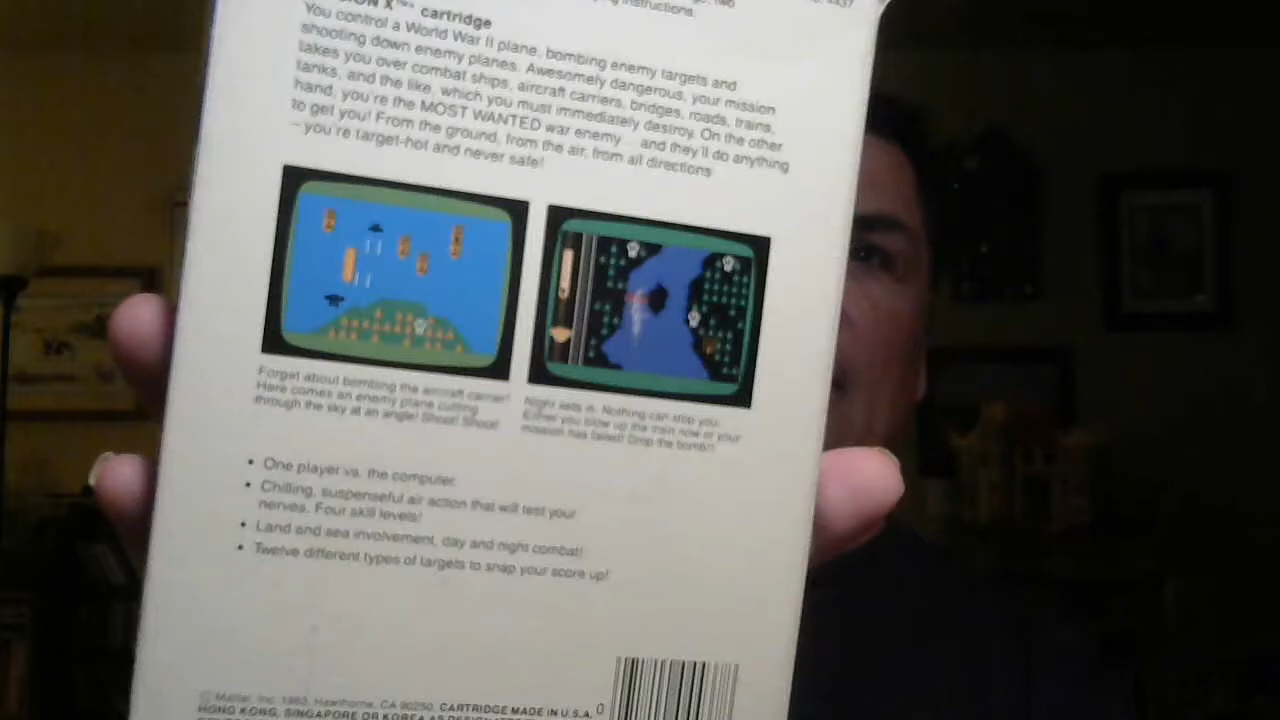 instructions.
4437
X™ cartridge
You control a World War II plane, bombing enemy targets and
shooting down enemy planes. Awesomely dangerous, your mission
takes you over combat ships, aircraft carriers, bridges, roads, trains,
tanks, and the like, which you must immediately destroy. On the other
hand, you're the MOST WANTED war enemy and they'll do anything
to get you! From the ground, from the air, from all directions
– you're target-hot and never safe!
Forget about bombing the aircraft carrier!
Here comes an enemy plane cutting
through the sky at an angle! Shoot! Shoot!
Night sets in. Nothing can stop you.
Either you blow up the train now or your
mission has failed! Drop the bomb!!
• One player vs. the computer.
• Chilling, suspenseful air action that will test your
nerves. Four skill levels!
• Land and sea involvement, day and night combat!
• Twelve different types of targets to snap your score up!
© Mattel, Inc. 1983, Hawthorne, CA 90250. CARTRIDGE MADE IN U.S.A.
0
HONG KONG, SINGAPORE OR KOREA AS